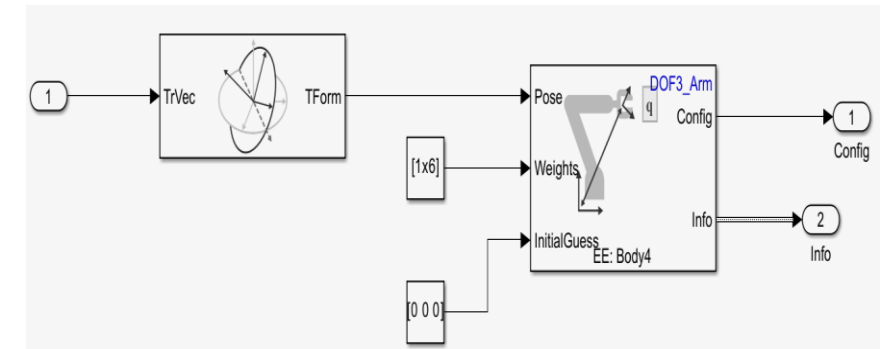 1
TrVec
TForm
[1x6]
[0 0 0]
DOF3_Arm
Pose
q
Config
Weights
Info
InitialGuess
EE: Body4
1
Config
2
Info